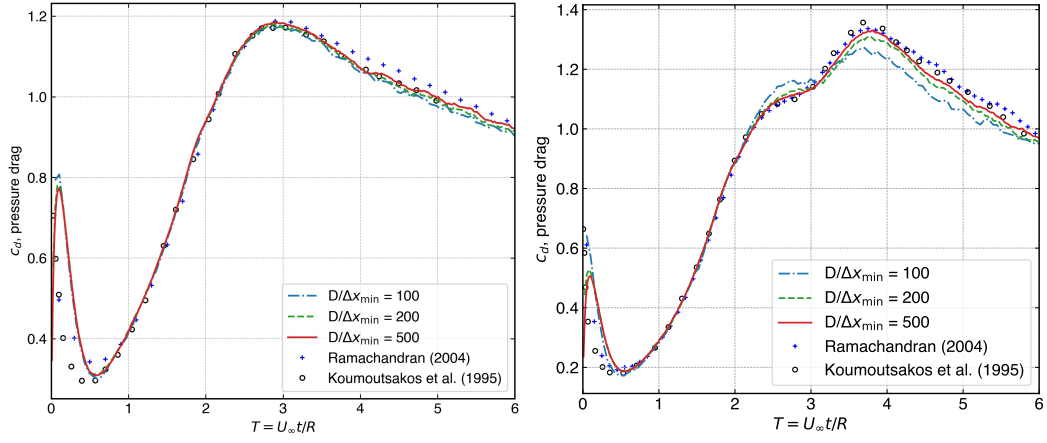 1.2
1.0
0.8
0.6
0.4
c_d, pressure drag
D/Δx_min = 100
D/Δx_min = 200
D/Δx_min = 500
Ramachandran (2004)
Koumoutsakos et al. (1995)
0 1 2 3 4 5 6
T = U_∞t/R
1.4
1.2
1.0
0.8
0.6
0.4
0.2
c_d, pressure drag
D/Δx_min = 100
D/Δx_min = 200
D/Δx_min = 500
Ramachandran (2004)
Koumoutsakos et al. (1995)
0 1 2 3 4 5 6
T = U_∞t/R